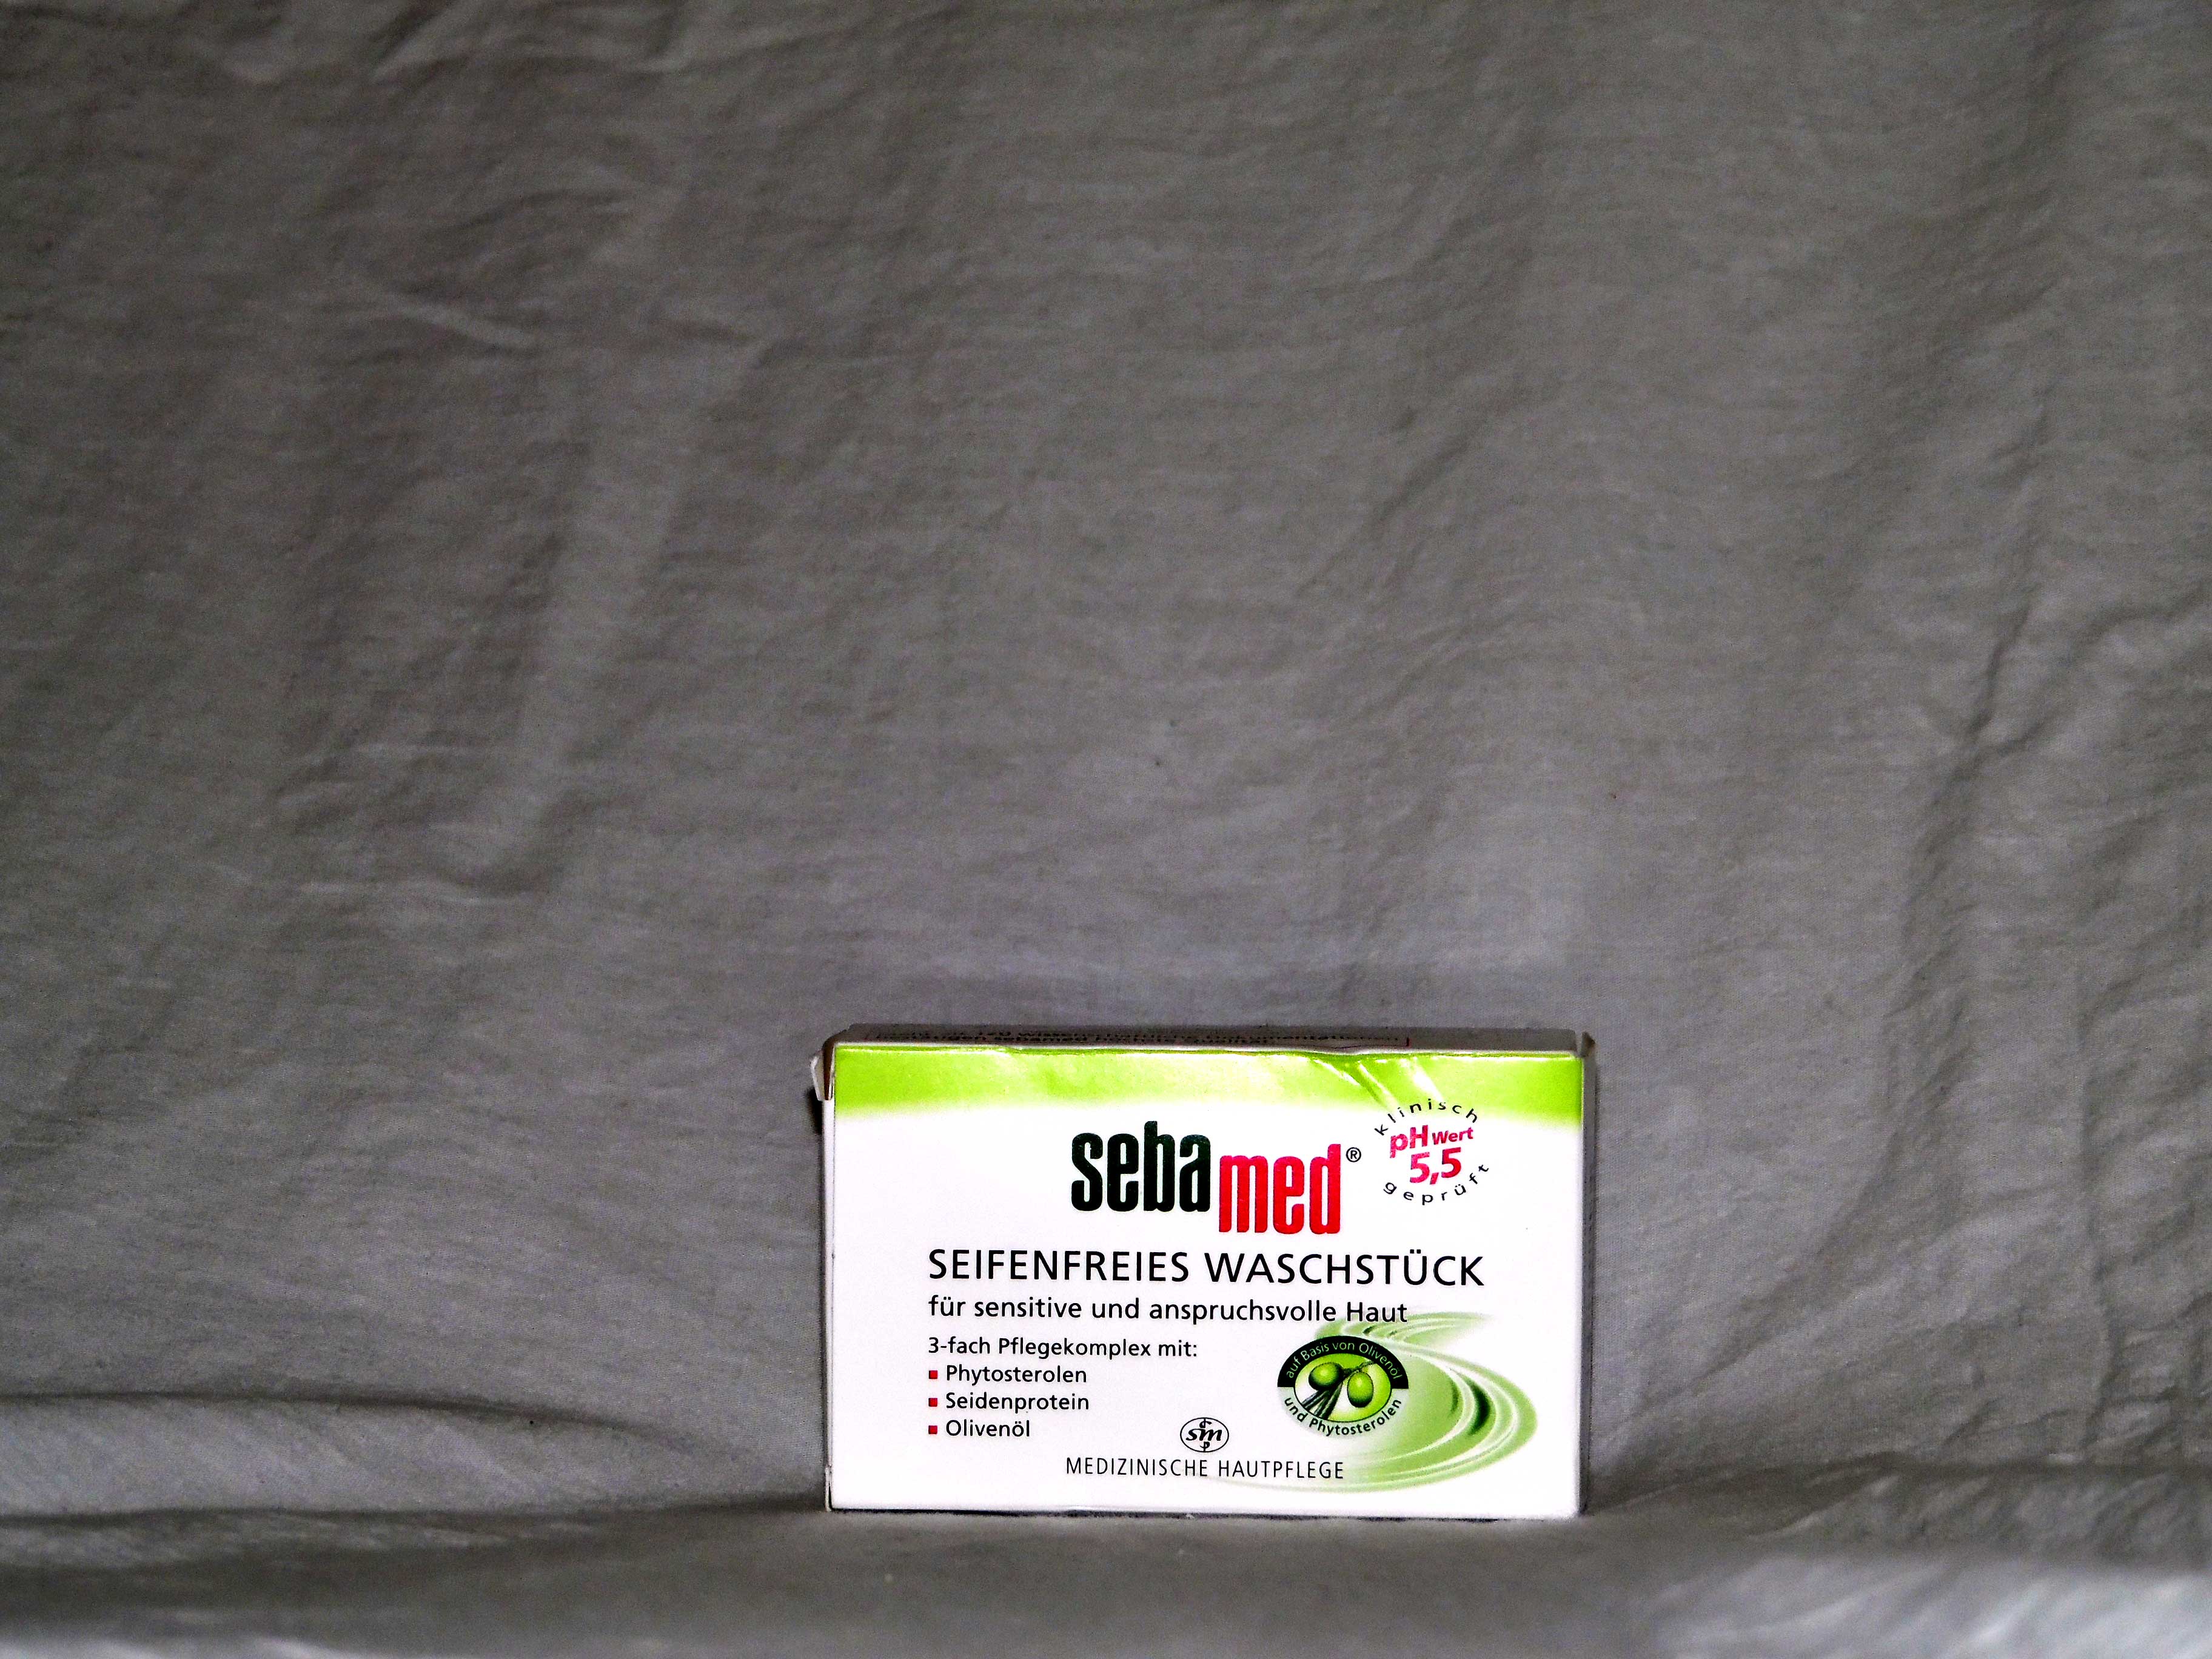 sebamed®
klinisch
pH Wert
5,5
geprüft
SEIFENFREIES WASCHSTÜCK
für sensitive und anspruchsvolle Haut
3-fach Pflegekomplex mit:
Phytosterolen
Seidenprotein
Olivenöl
auf Basis von Olivenöl
und Phytosterolen
sm
MEDIZINISCHE HAUTPFLEGE